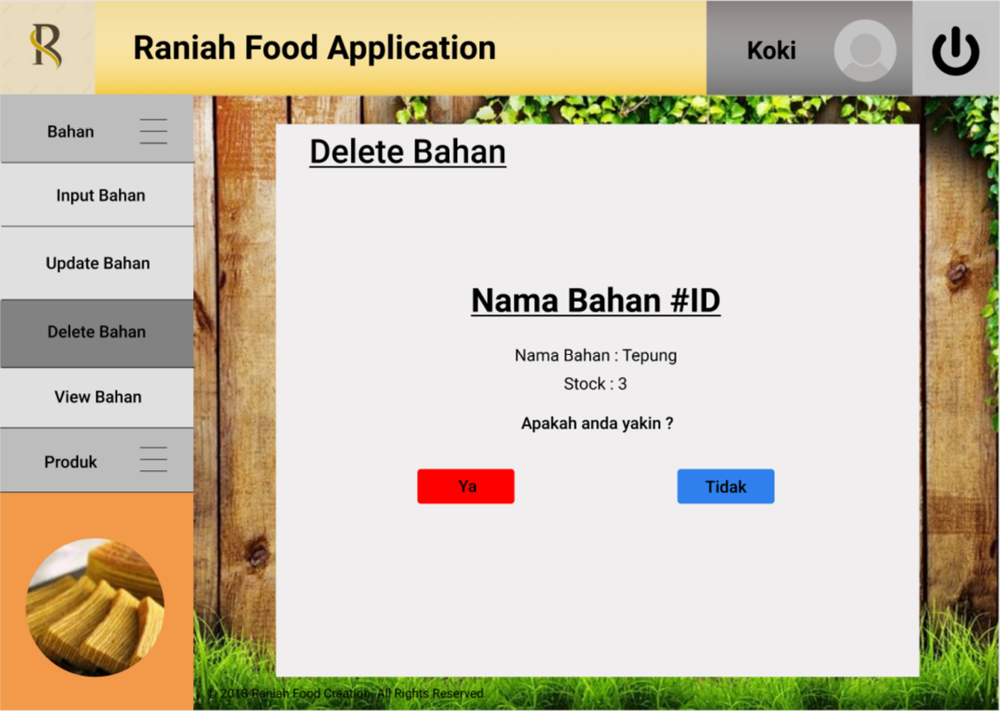 R
Raniah Food Application
Koki
Bahan
Input Bahan
Update Bahan
Delete Bahan
View Bahan
Produk
Delete Bahan
Nama Bahan #ID
Nama Bahan : Tepung
Stock : 3
Apakah anda yakin ?
Ya
Tidak
© 2018 Raniah Food Creation. All Rights Reserved.